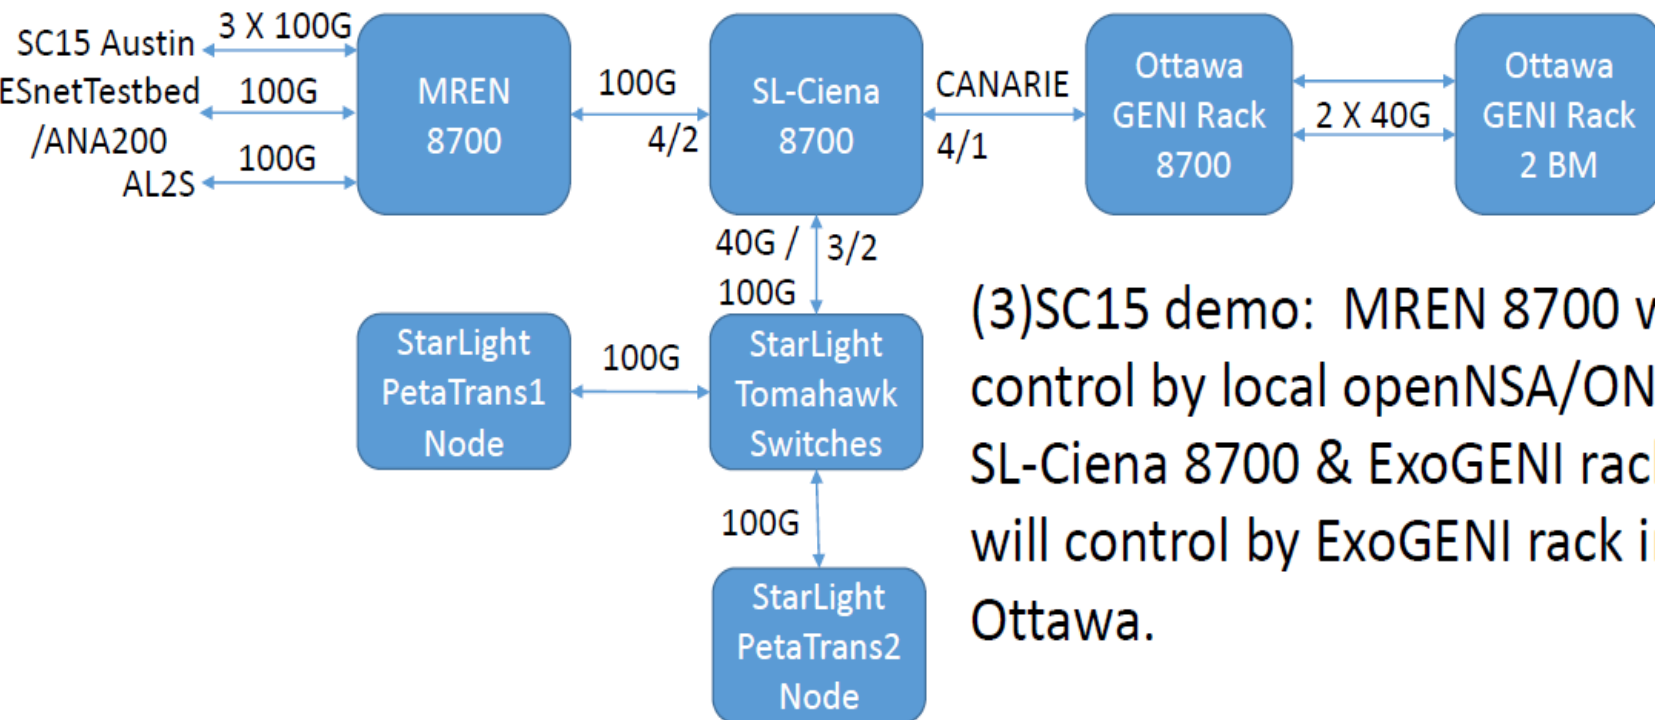 SC15 Austin
3 X 100G
ESnetTestbed
/ANA200
100G
AL2S
100G
MREN
8700
100G
4/2
SL-Ciena
8700
CANARIE
4/1
Ottawa
GENI Rack
8700
2 X 40G
Ottawa
GENI Rack
2 BM
40G /
100G
3/2
StarLight
PetaTrans1
Node
100G
StarLight
Tomahawk
Switches
100G
StarLight
PetaTrans2
Node
(3)SC15 demo: MREN 8700
control by local openNSA/ON
SL-Ciena 8700 & ExoGENI
will control by ExoGENI rack
Ottawa.